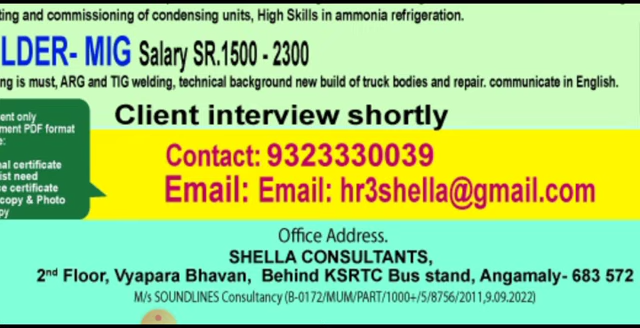 ting and commissioning of condensing units, High Skills in ammonia refrigeration.
LDER- MIG Salary SR.1500 - 2300
ng is must, ARG and TIG welding, technical background new build of truck bodies and repair. communicate in English.
ent only
ment PDF format
e:
nal certificate
ist need
ce certificate
copy & Photo
py
Client interview shortly
Contact: 9323330039
Email: Email: hr3shella@gmail.com
Office Address.
SHELLA CONSULTANTS,
2nd Floor, Vyapara Bhavan, Behind KSRTC Bus stand, Angamaly- 683 572
M/s SOUNDLINES Consultancy (B-0172/MUM/PART/1000+/5/8756/2011,9.09.2022)